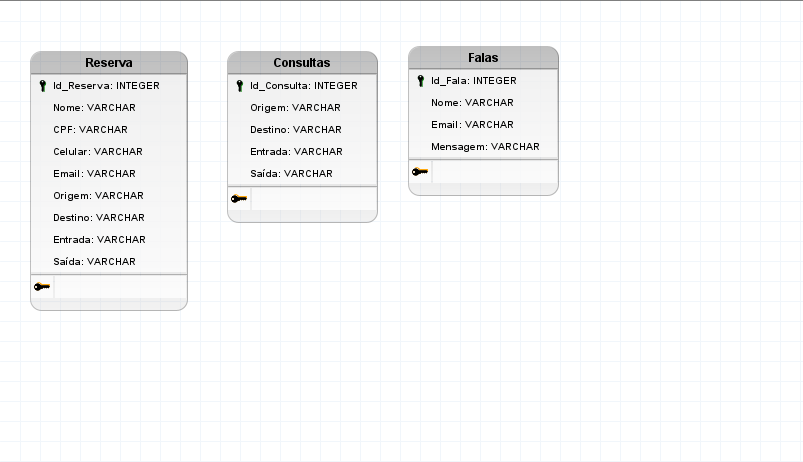 Reserva
Id_Reserva: INTEGER
Nome: VARCHAR
CPF: VARCHAR
Celular: VARCHAR
Email: VARCHAR
Origem: VARCHAR
Destino: VARCHAR
Entrada: VARCHAR
Saída: VARCHAR
Consultas
Id_Consulta: INTEGER
Origem: VARCHAR
Destino: VARCHAR
Entrada: VARCHAR
Saída: VARCHAR
Falas
Id_Fala: INTEGER
Nome: VARCHAR
Email: VARCHAR
Mensagem: VARCHAR